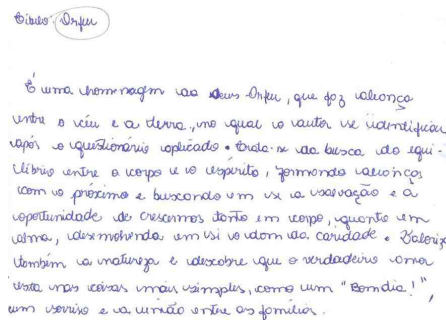 Título: Orfeu
É uma homenagem ao deus Orfeu, que faz aliança
entre o céu e a terra, no qual o autor se identificou
após o questionário aplicado. Trata-se da busca do equi-
líbrio entre o corpo e o espírito, formando alianças
com o próximo e buscando em si a salvação e a
oportunidade de crescermos tanto em corpo, quanto em
alma, desenvolvendo em si o dom da caridade. Valoriza
também a natureza e descobre que o verdadeiro amor
está nas coisas mais simples, como um "Bom dia!",
um sorriso e a união entre as famílias.